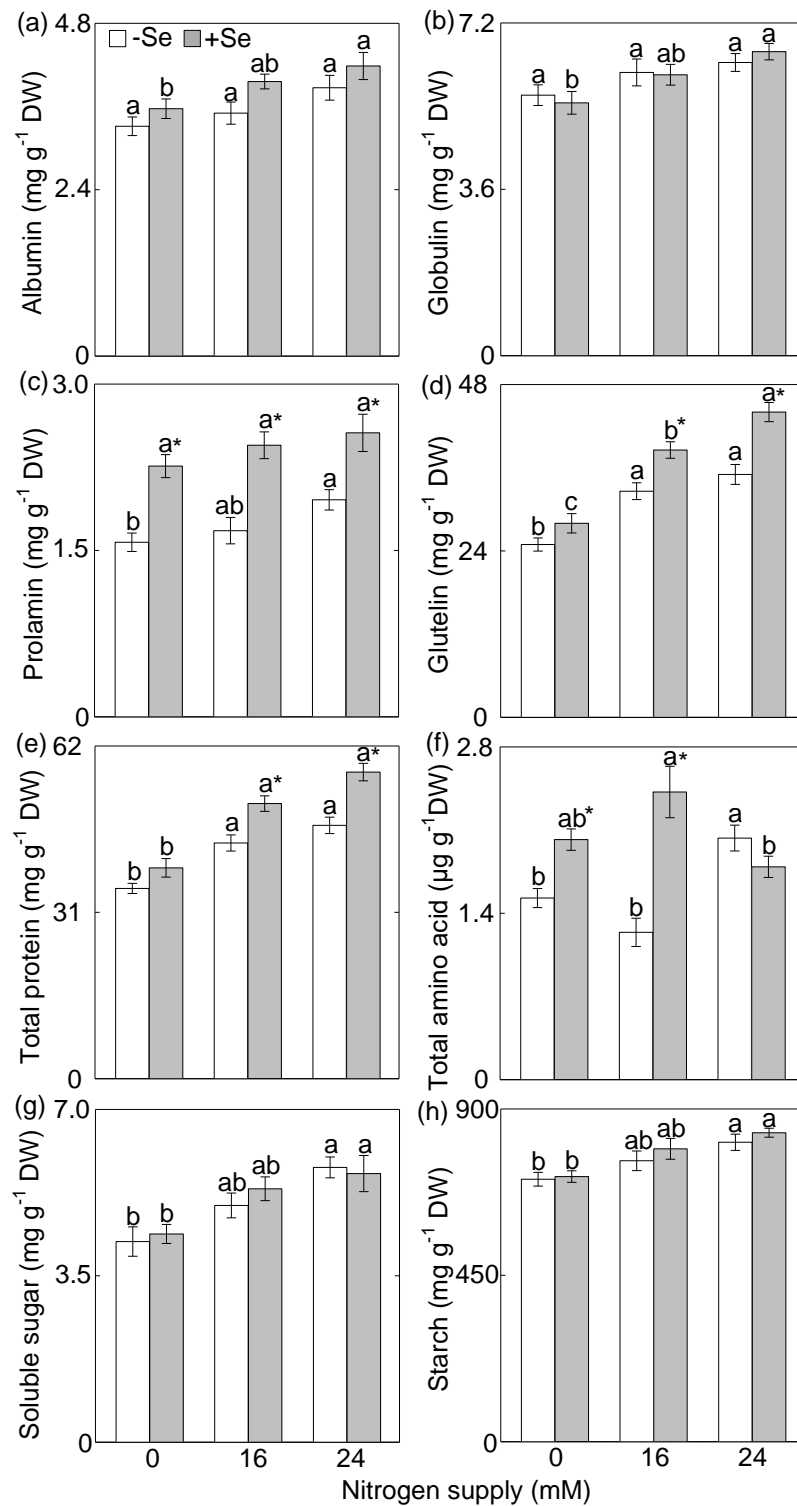 (a) 4.8
-Se +Se
a b a ab a a
2.4
0
Albumin (mg g-1 DW)
(b) 7.2
a b a ab a a
3.6
0
Globulin (mg g-1 DW)
(c) 3.0
b a* ab a* a a*
1.5
0
Prolamin (mg g-1 DW)
(d) 48
b c a b* a a*
24
0
Glutelin (mg g-1 DW)
(e) 62
b b a a* a a*
31
0
Total protein (mg g-1 DW)
(f) 2.8
b ab* b a* a b
1.4
0
Total amino acid (µg g-1DW)
(g) 7.0
b b ab ab a a
3.5
0
Soluble sugar (mg g-1 DW)
0 16 24
(h) 900
b b ab ab a a
450
0
Starch (mg g-1 DW)
0 16 24
Nitrogen supply (mM)